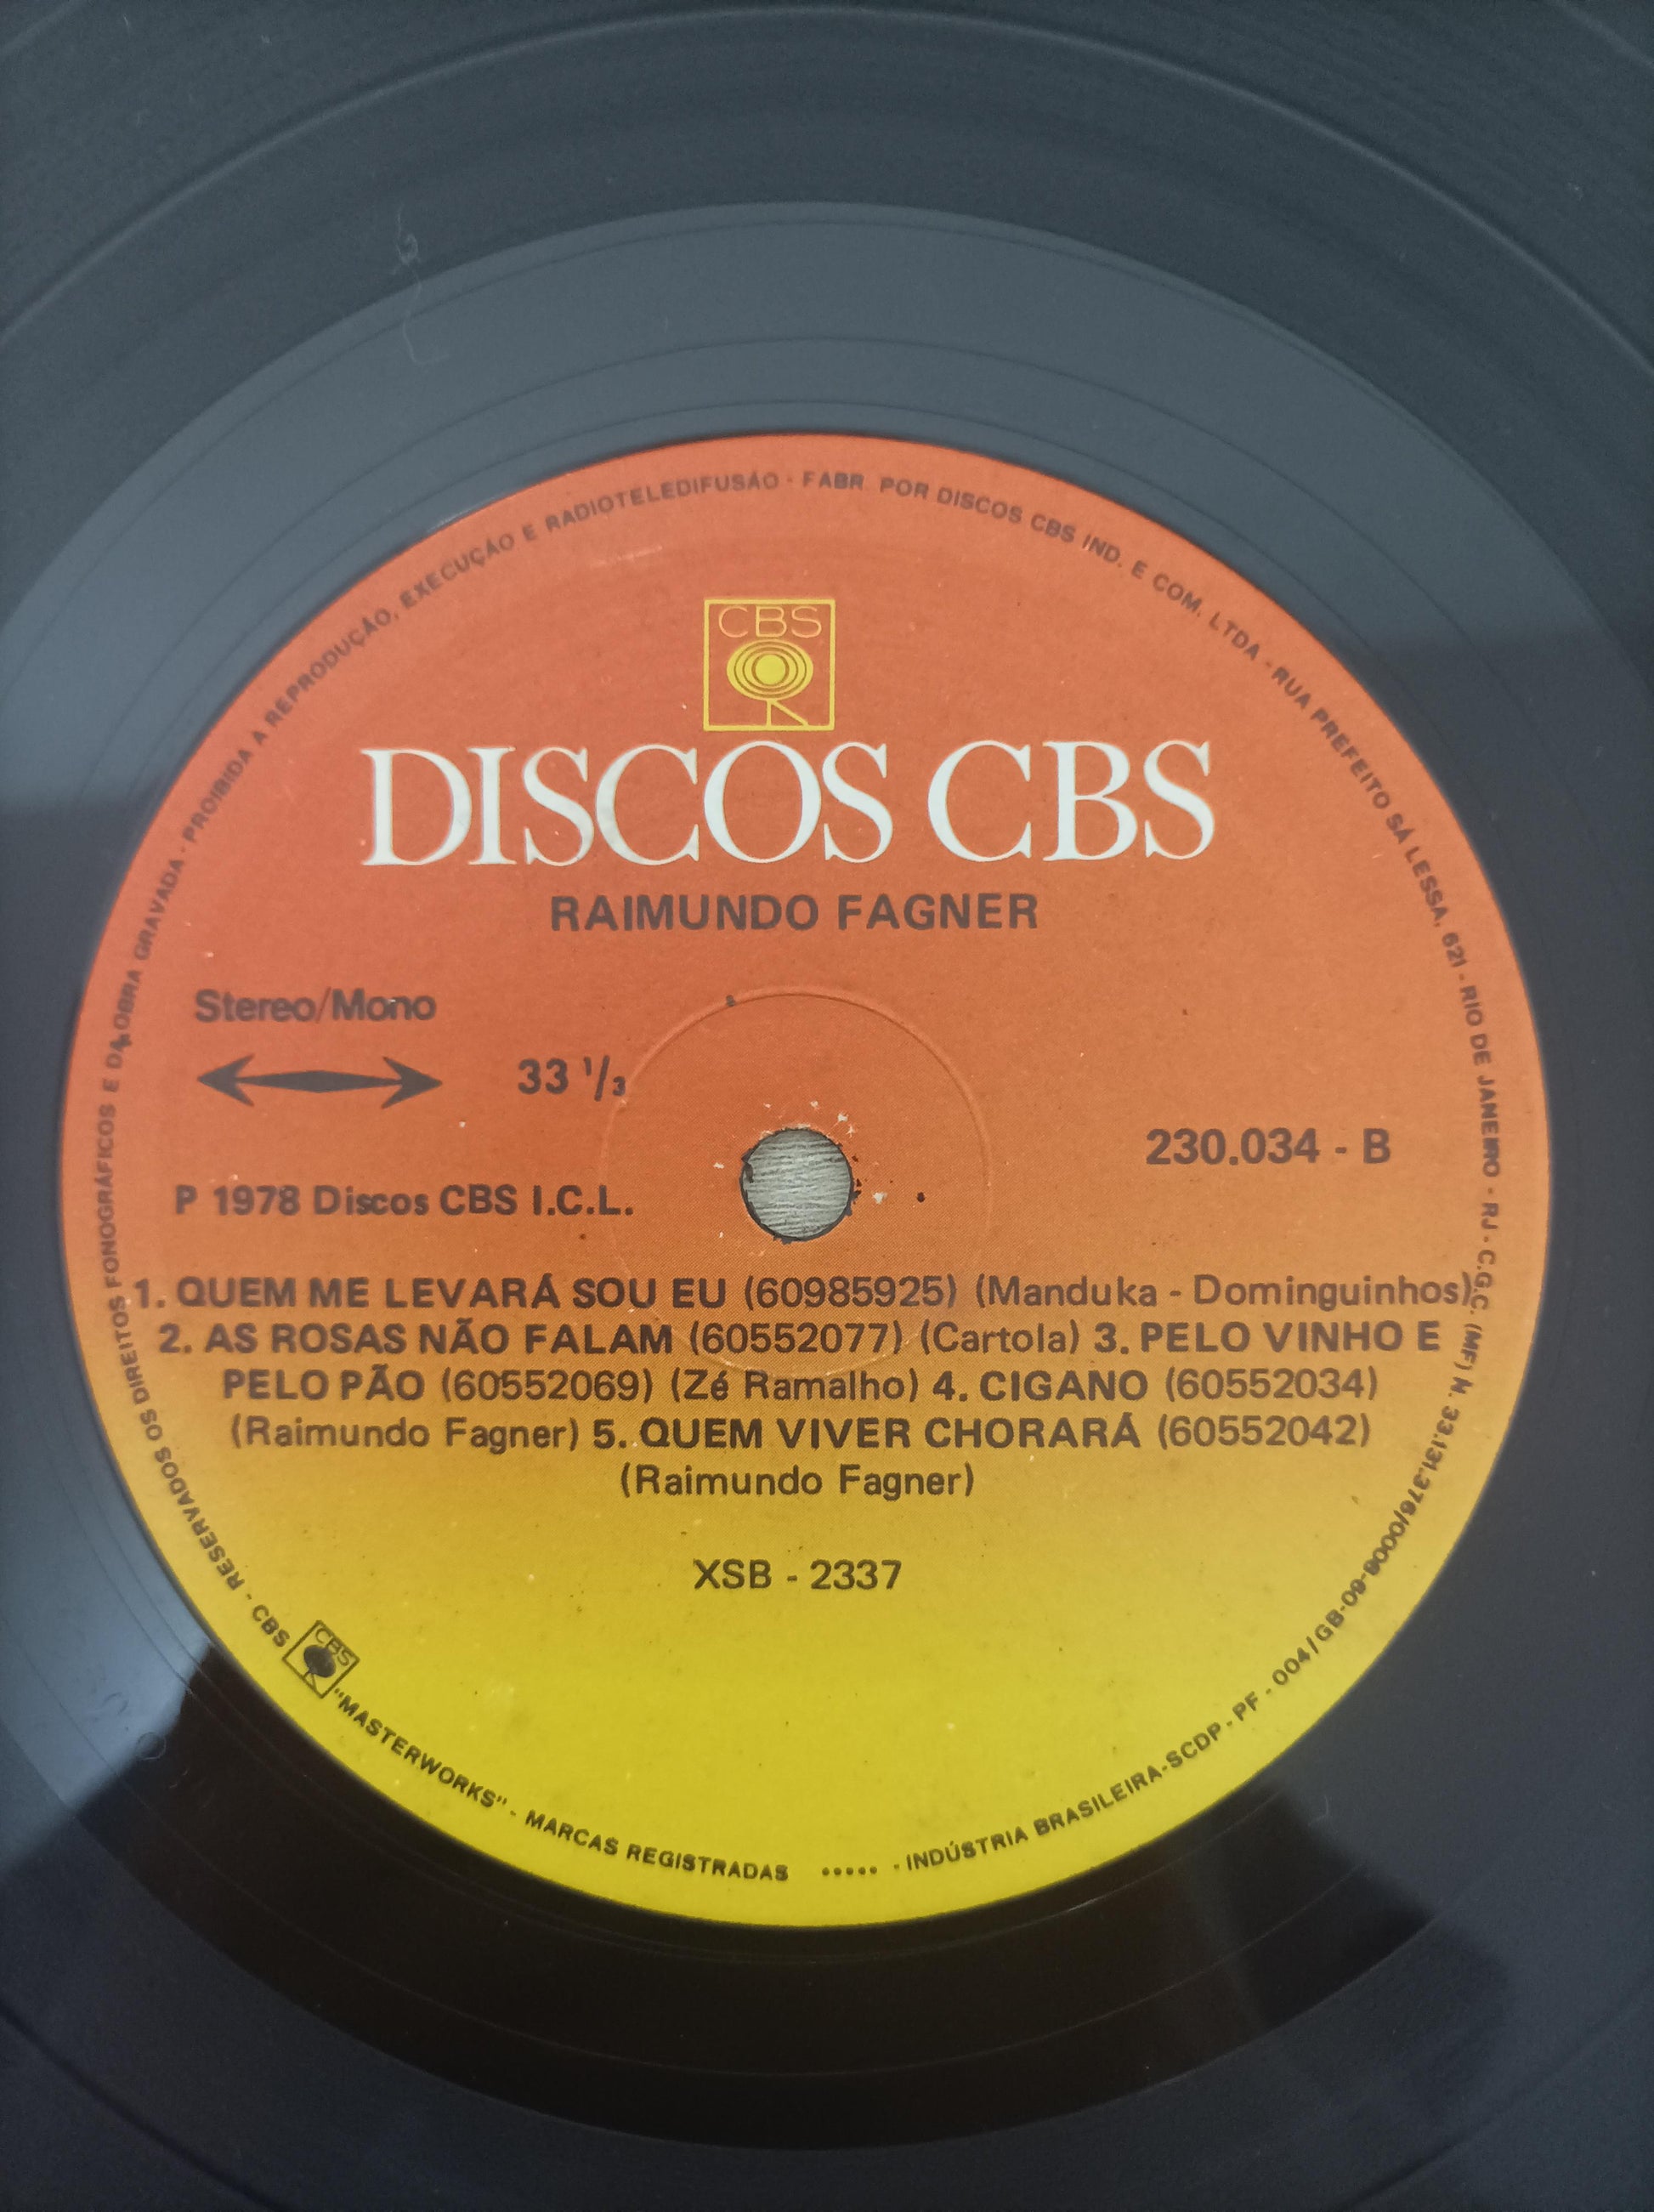 CBS
DISCOS CBS
RAIMUNDO FAGNER
Stereo/Mono
33 1/3
230.034 - B
P 1978 Discos CBS I.C.L.
1. QUEM ME LEVARÁ SOU EU (60985925) (Manduka - Dominguinhos)
2. AS ROSAS NÃO FALAM (60552077) (Cartola) 3. PELO VINHO E
PELO PÃO (60552069) (Zé Ramalho) 4. CIGANO (60552034)
(Raimundo Fagner) 5. QUEM VIVER CHORARÁ (60552042)
(Raimundo Fagner)
XSB - 2337
CBS CBS "MASTERWORKS" - MARCAS REGISTRADAS ..... - INDÚSTRIA BRASILEIRA-SCDP- PF - 004/GB-09-8000/33.131.376 C.G.C. (MF) N.
RESERVADOS OS DIREITOS FONOGRÁFICOS E DA OBRA GRAVADA - PROIBIDA A REPRODUÇÃO, EXECUÇÃO E RADIOTELEDIFUSÃO - FABR. POR DISCOS CBS IND. E COM. LTDA - RUA PREFEITO SÁ LESSA, 621 - RIO DE JANEIRO - RJ -